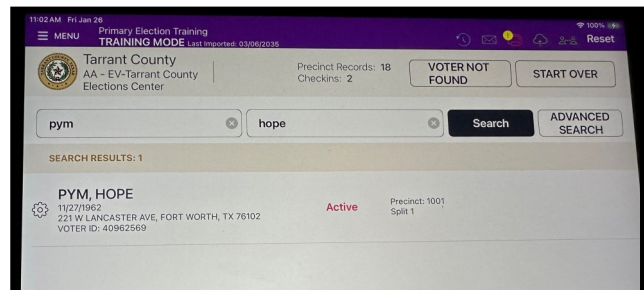 11:02 AM Fri Jan 26
100%
MENU
Primary Election Training
TRAINING MODE Last Imported: 03/06/2035
1
Reset
Tarrant County
AA - EV-Tarrant County
Elections Center
Precinct Records: 18
Checkins: 2
VOTER NOT
FOUND
START OVER
pym
hope
Search
ADVANCED
SEARCH
SEARCH RESULTS: 1
PYM, HOPE
11/27/1962
221 W LANCASTER AVE, FORT WORTH, TX 76102
VOTER ID: 40962569
Active
Precinct: 1001
Split 1